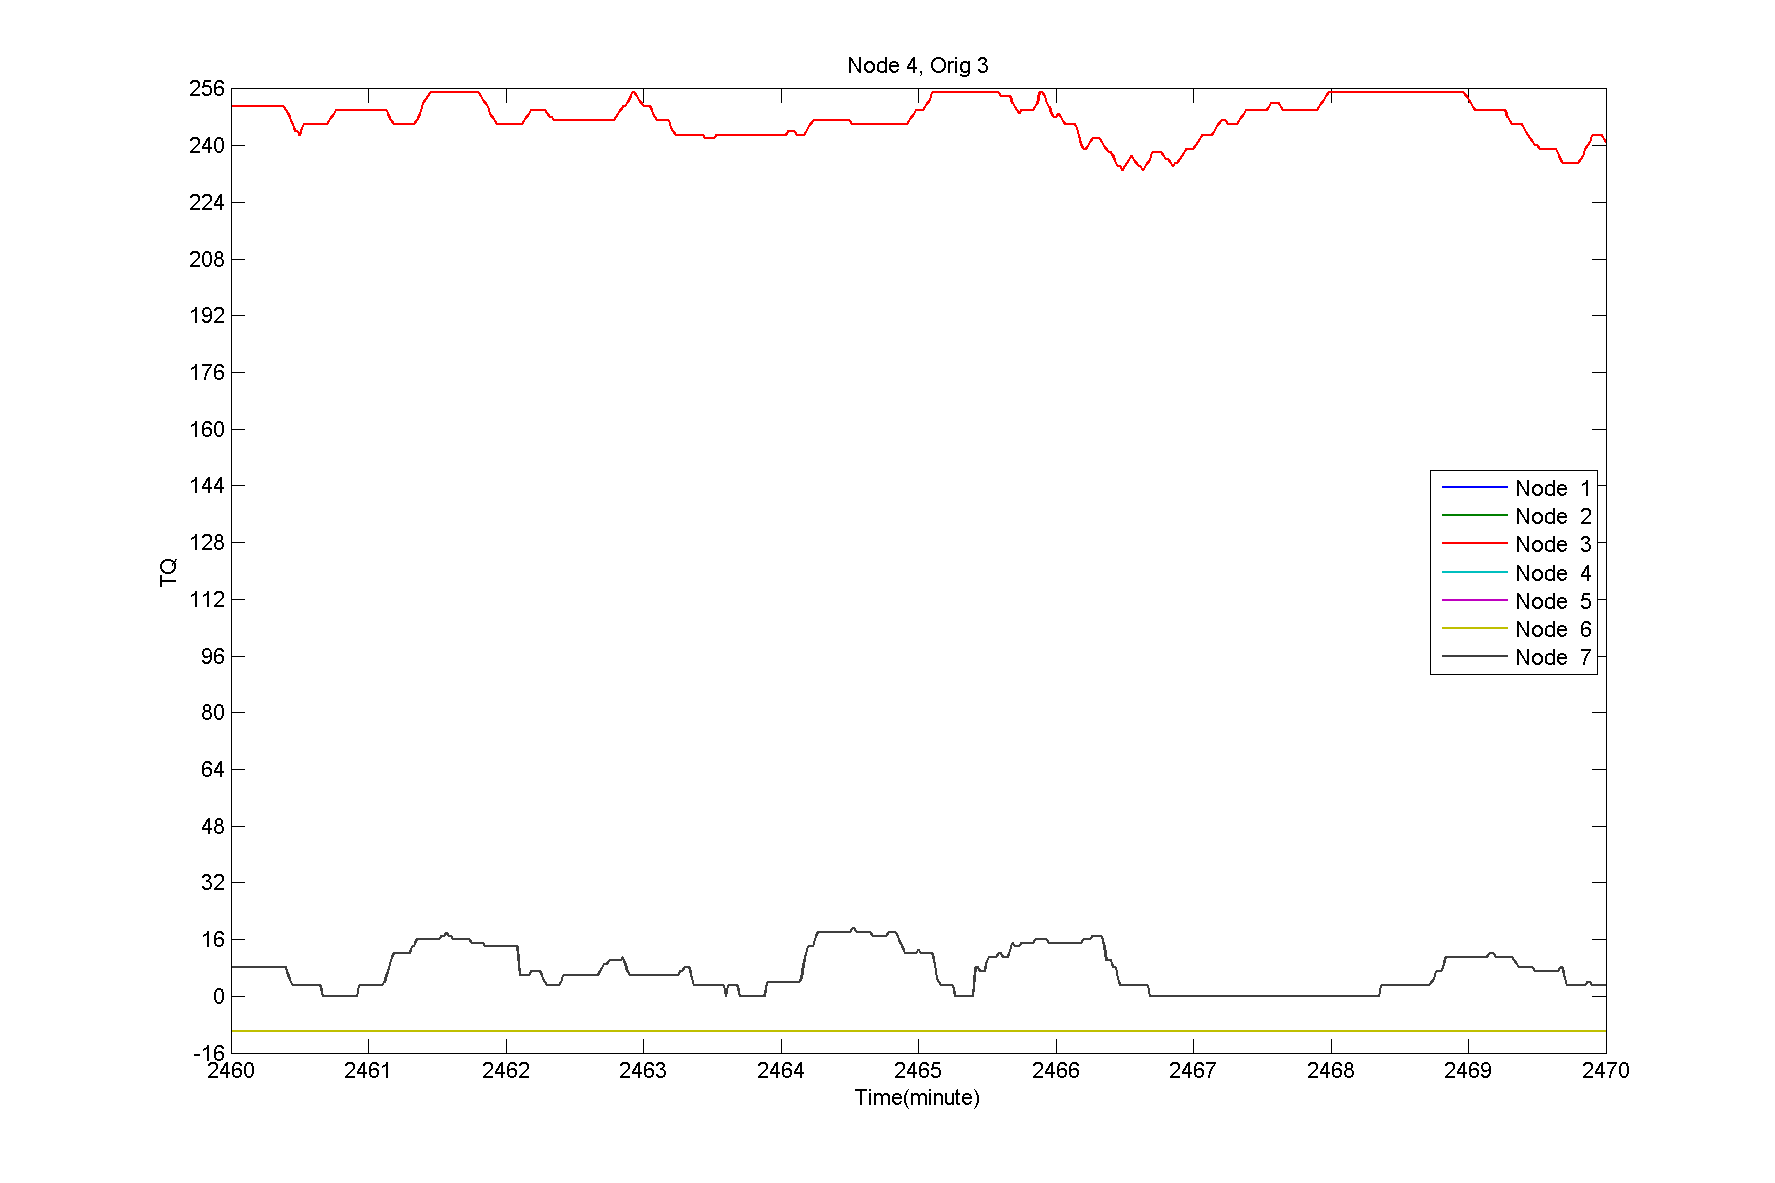 Node 4, Orig 3
256
240
224
208
192
176
160
144
128
112
96
80
64
48
32
16
0
-16
TQ
Node 1
Node 2
Node 3
Node 4
Node 5
Node 6
Node 7
2460 2461 2462 2463 2464 2465 2466 2467 2468 2469 2470
Time(minute)